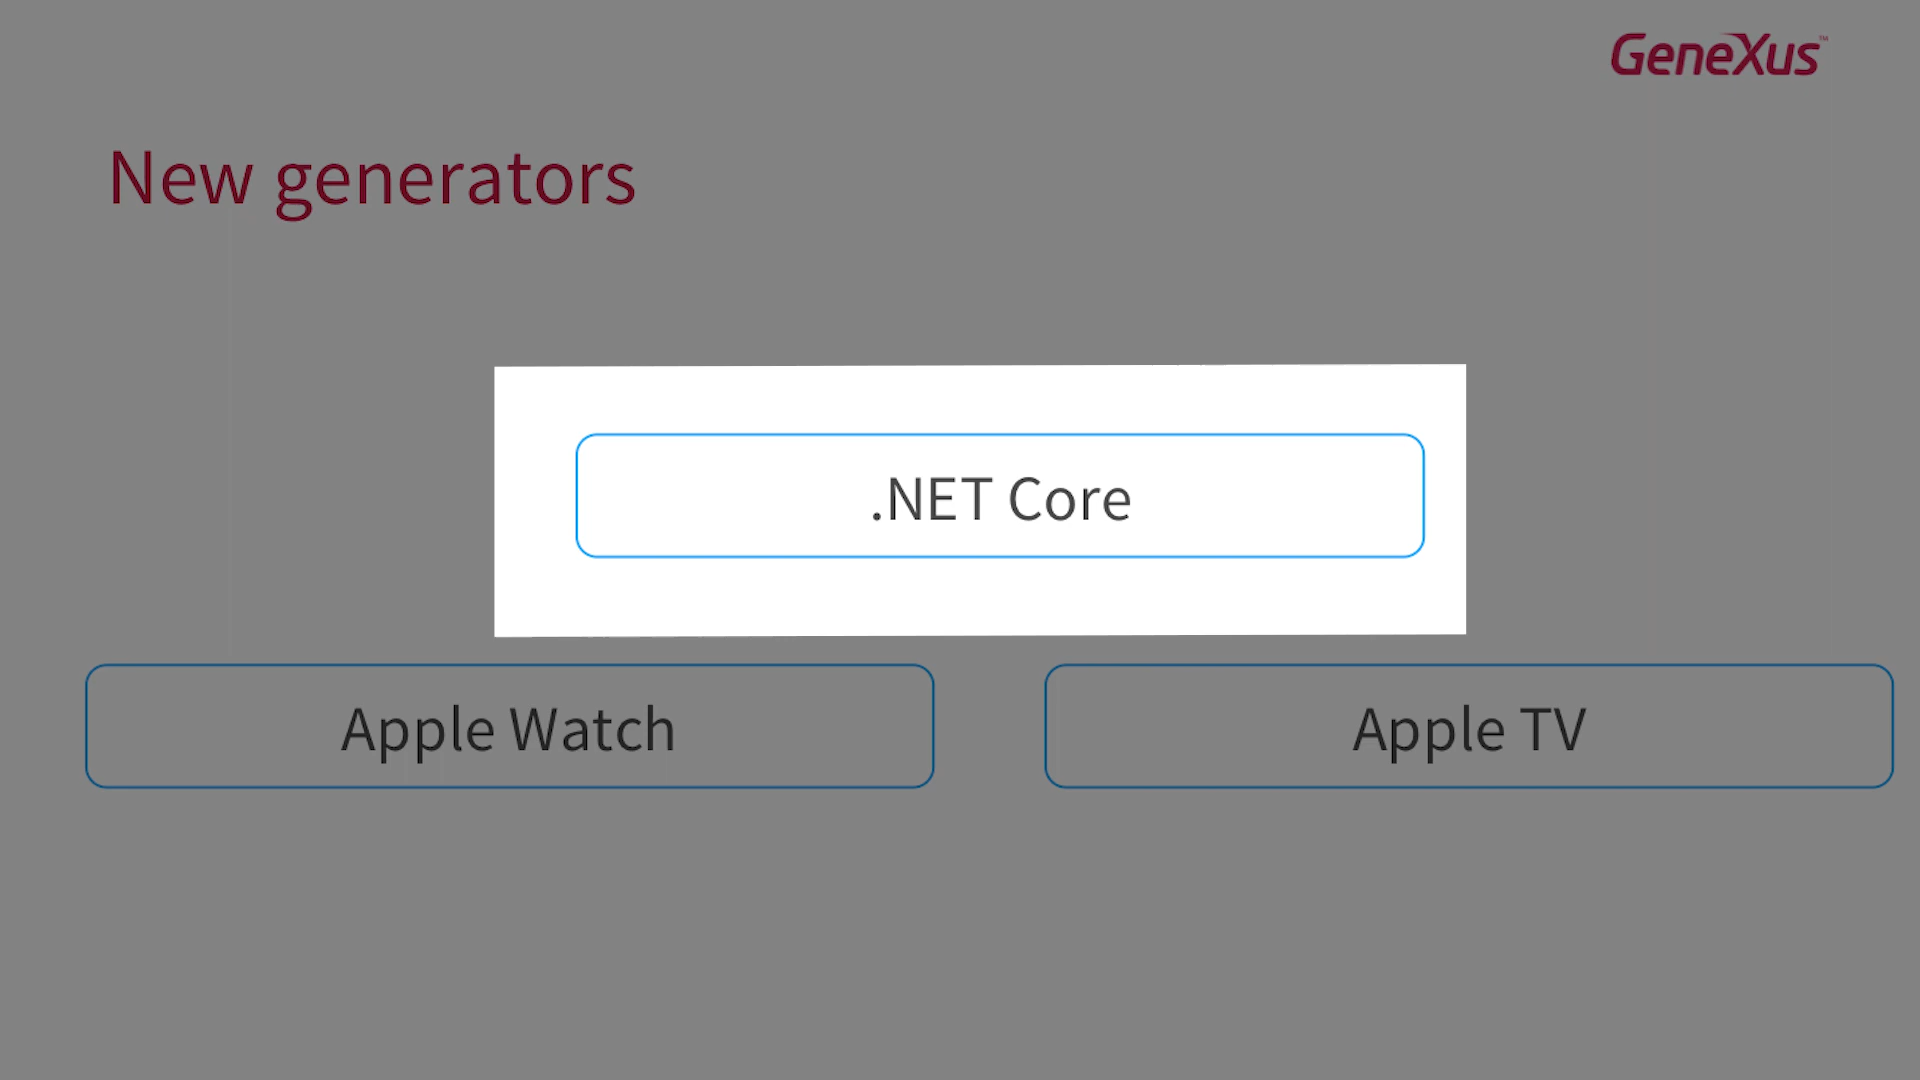 GeneXus™
New generators
.NET Core
Apple Watch
Apple TV